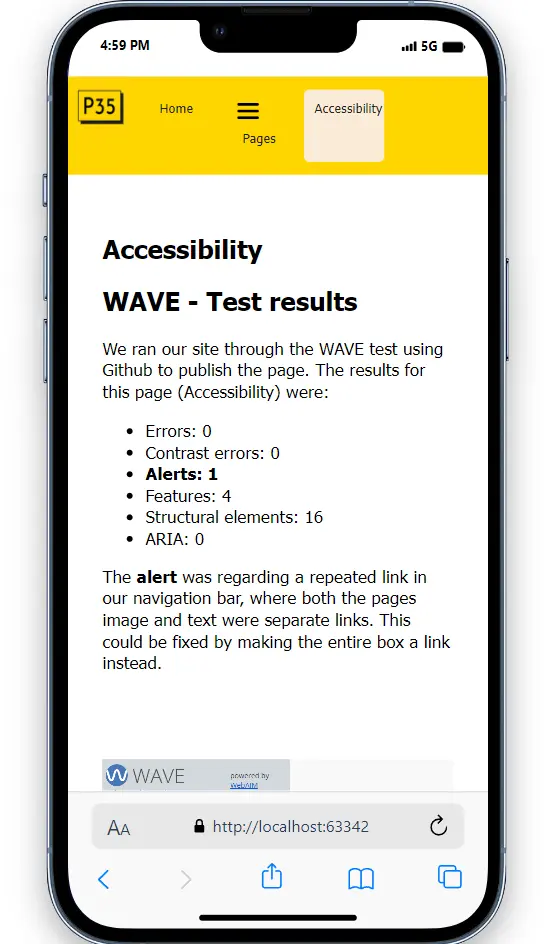 4:59 PM
5G
P35
Home
Accessibility
Pages
Accessibility
WAVE - Test results
We ran our site through the WAVE test using
Github to publish the page. The results for
this page (Accessibility) were:
• Errors: 0
• Contrast errors: 0
• Alerts: 1
• Features: 4
• Structural elements: 16
• ARIA: 0
The alert was regarding a repeated link in
our navigation bar, where both the pages
image and text were separate links. This
could be fixed by making the entire box a link
instead.
WAVE
powered by
WebAIM
AA
http://localhost:63342